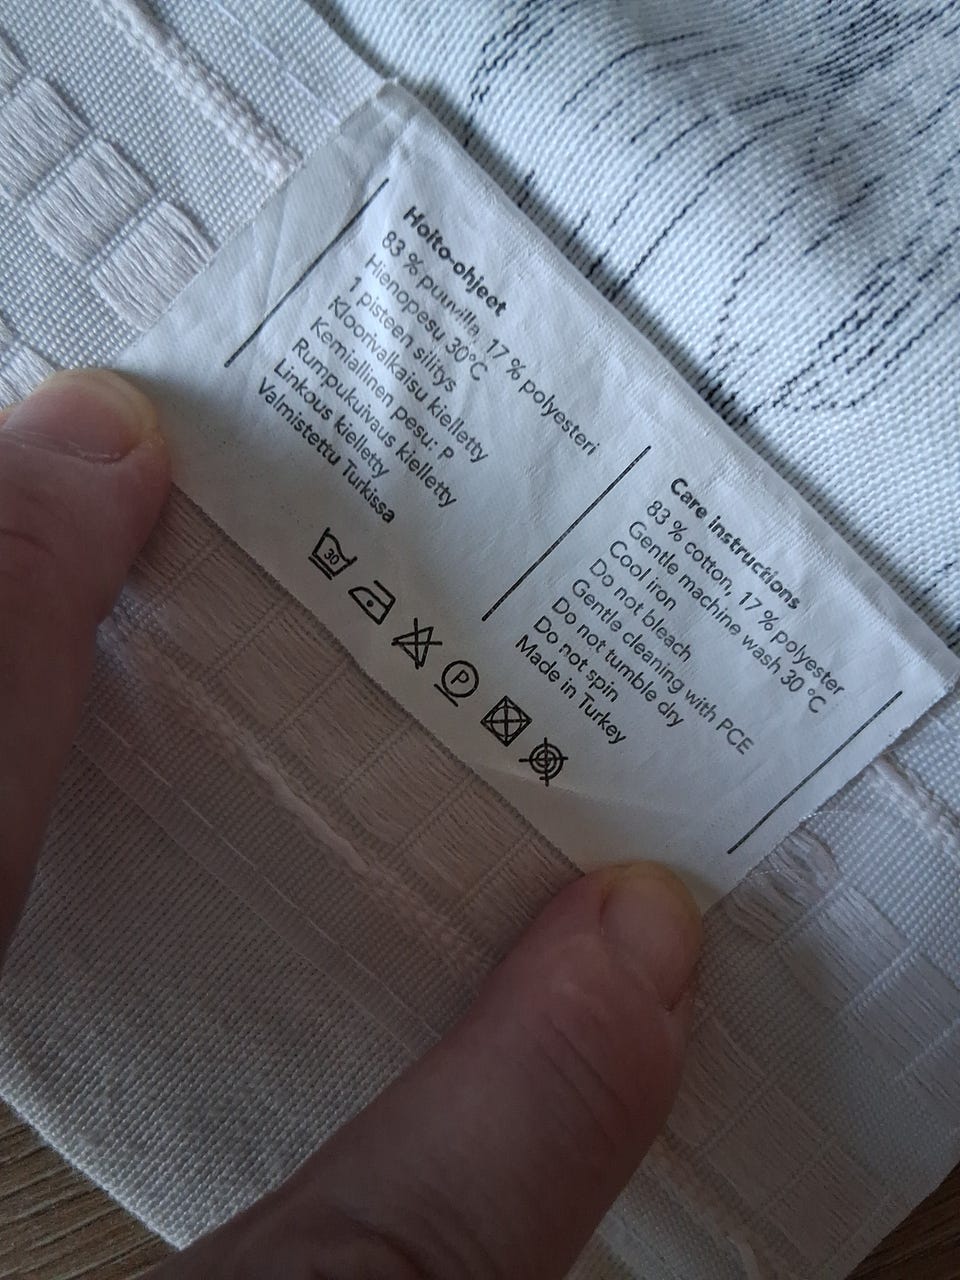 Hoito-ohjeet
83 % puuvilla, 17 % polyesteri
Hienopesu 30°C
1 pisteen silitys
Kloorivalkaisu kielletty
Kemiallinen pesu: P
Rumpukuivaus kielletty
Linkous kielletty
Valmistettu Turkissa
30
P
Care instructions
83 % cotton, 17 % polyester
Gentle machine wash 30 °C
Cool iron
Do not bleach
Gentle cleaning with PCE
Do not tumble dry
Do not spin
Made in Turkey